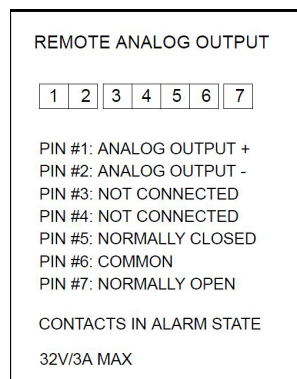 REMOTE ANALOG OUTPUT
1 2 3 4 5 6 7
PIN #1: ANALOG OUTPUT +
PIN #2: ANALOG OUTPUT -
PIN #3: NOT CONNECTED
PIN #4: NOT CONNECTED
PIN #5: NORMALLY CLOSED
PIN #6: COMMON
PIN #7: NORMALLY OPEN
CONTACTS IN ALARM STATE
32V/3A MAX